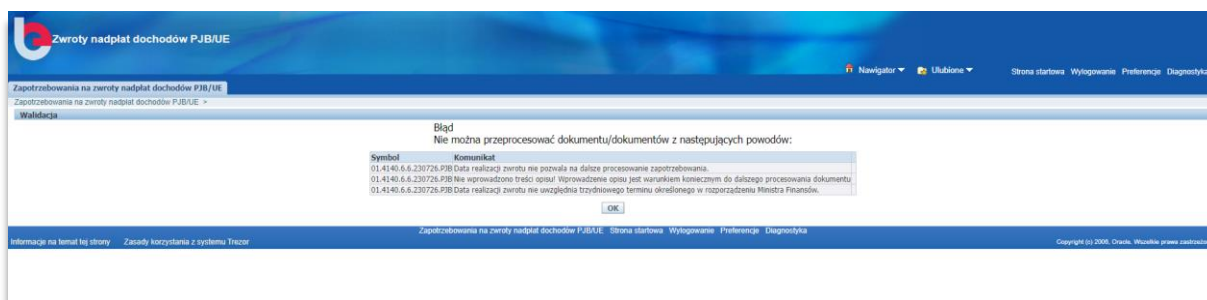 Zwroty nadpłat dochodów PJB/UE
Nawigator Ulubione Strona startowa Wylogowanie Preferencje Diagnostyka
Zapotrzebowania na zwroty nadpłat dochodów PJB/UE
Zapotrzebowania na zwroty nadpłat dochodów PJB/UE >
Walidacja
Błąd
Nie można przeprocesować dokumentu/dokumentów z następujących powodów:
Symbol Komunikat
01.4140.6.6.230726.PJB Data realizacji zwrotu nie pozwala na dalsze procesowanie zapotrzebowania.
01.4140.6.6.230726.PJB Nie wprowadzono treści opisu! Wprowadzenie opisu jest warunkiem koniecznym do dalszego procesowania dokumentu
01.4140.6.6.230726.PJB Data realizacji zwrotu nie uwzględnia trzydniowego terminu określonego w rozporządzeniu Ministra Finansów.
OK
Zapotrzebowania na zwroty nadpłat dochodów PJB/UE Strona startowa Wylogowanie Preferencje Diagnostyka
Informacje na temat tej strony Zasady korzystania z systemu Trezor
Copyright (c) 2006, Oracle. Wszelkie prawa zastrzeżo